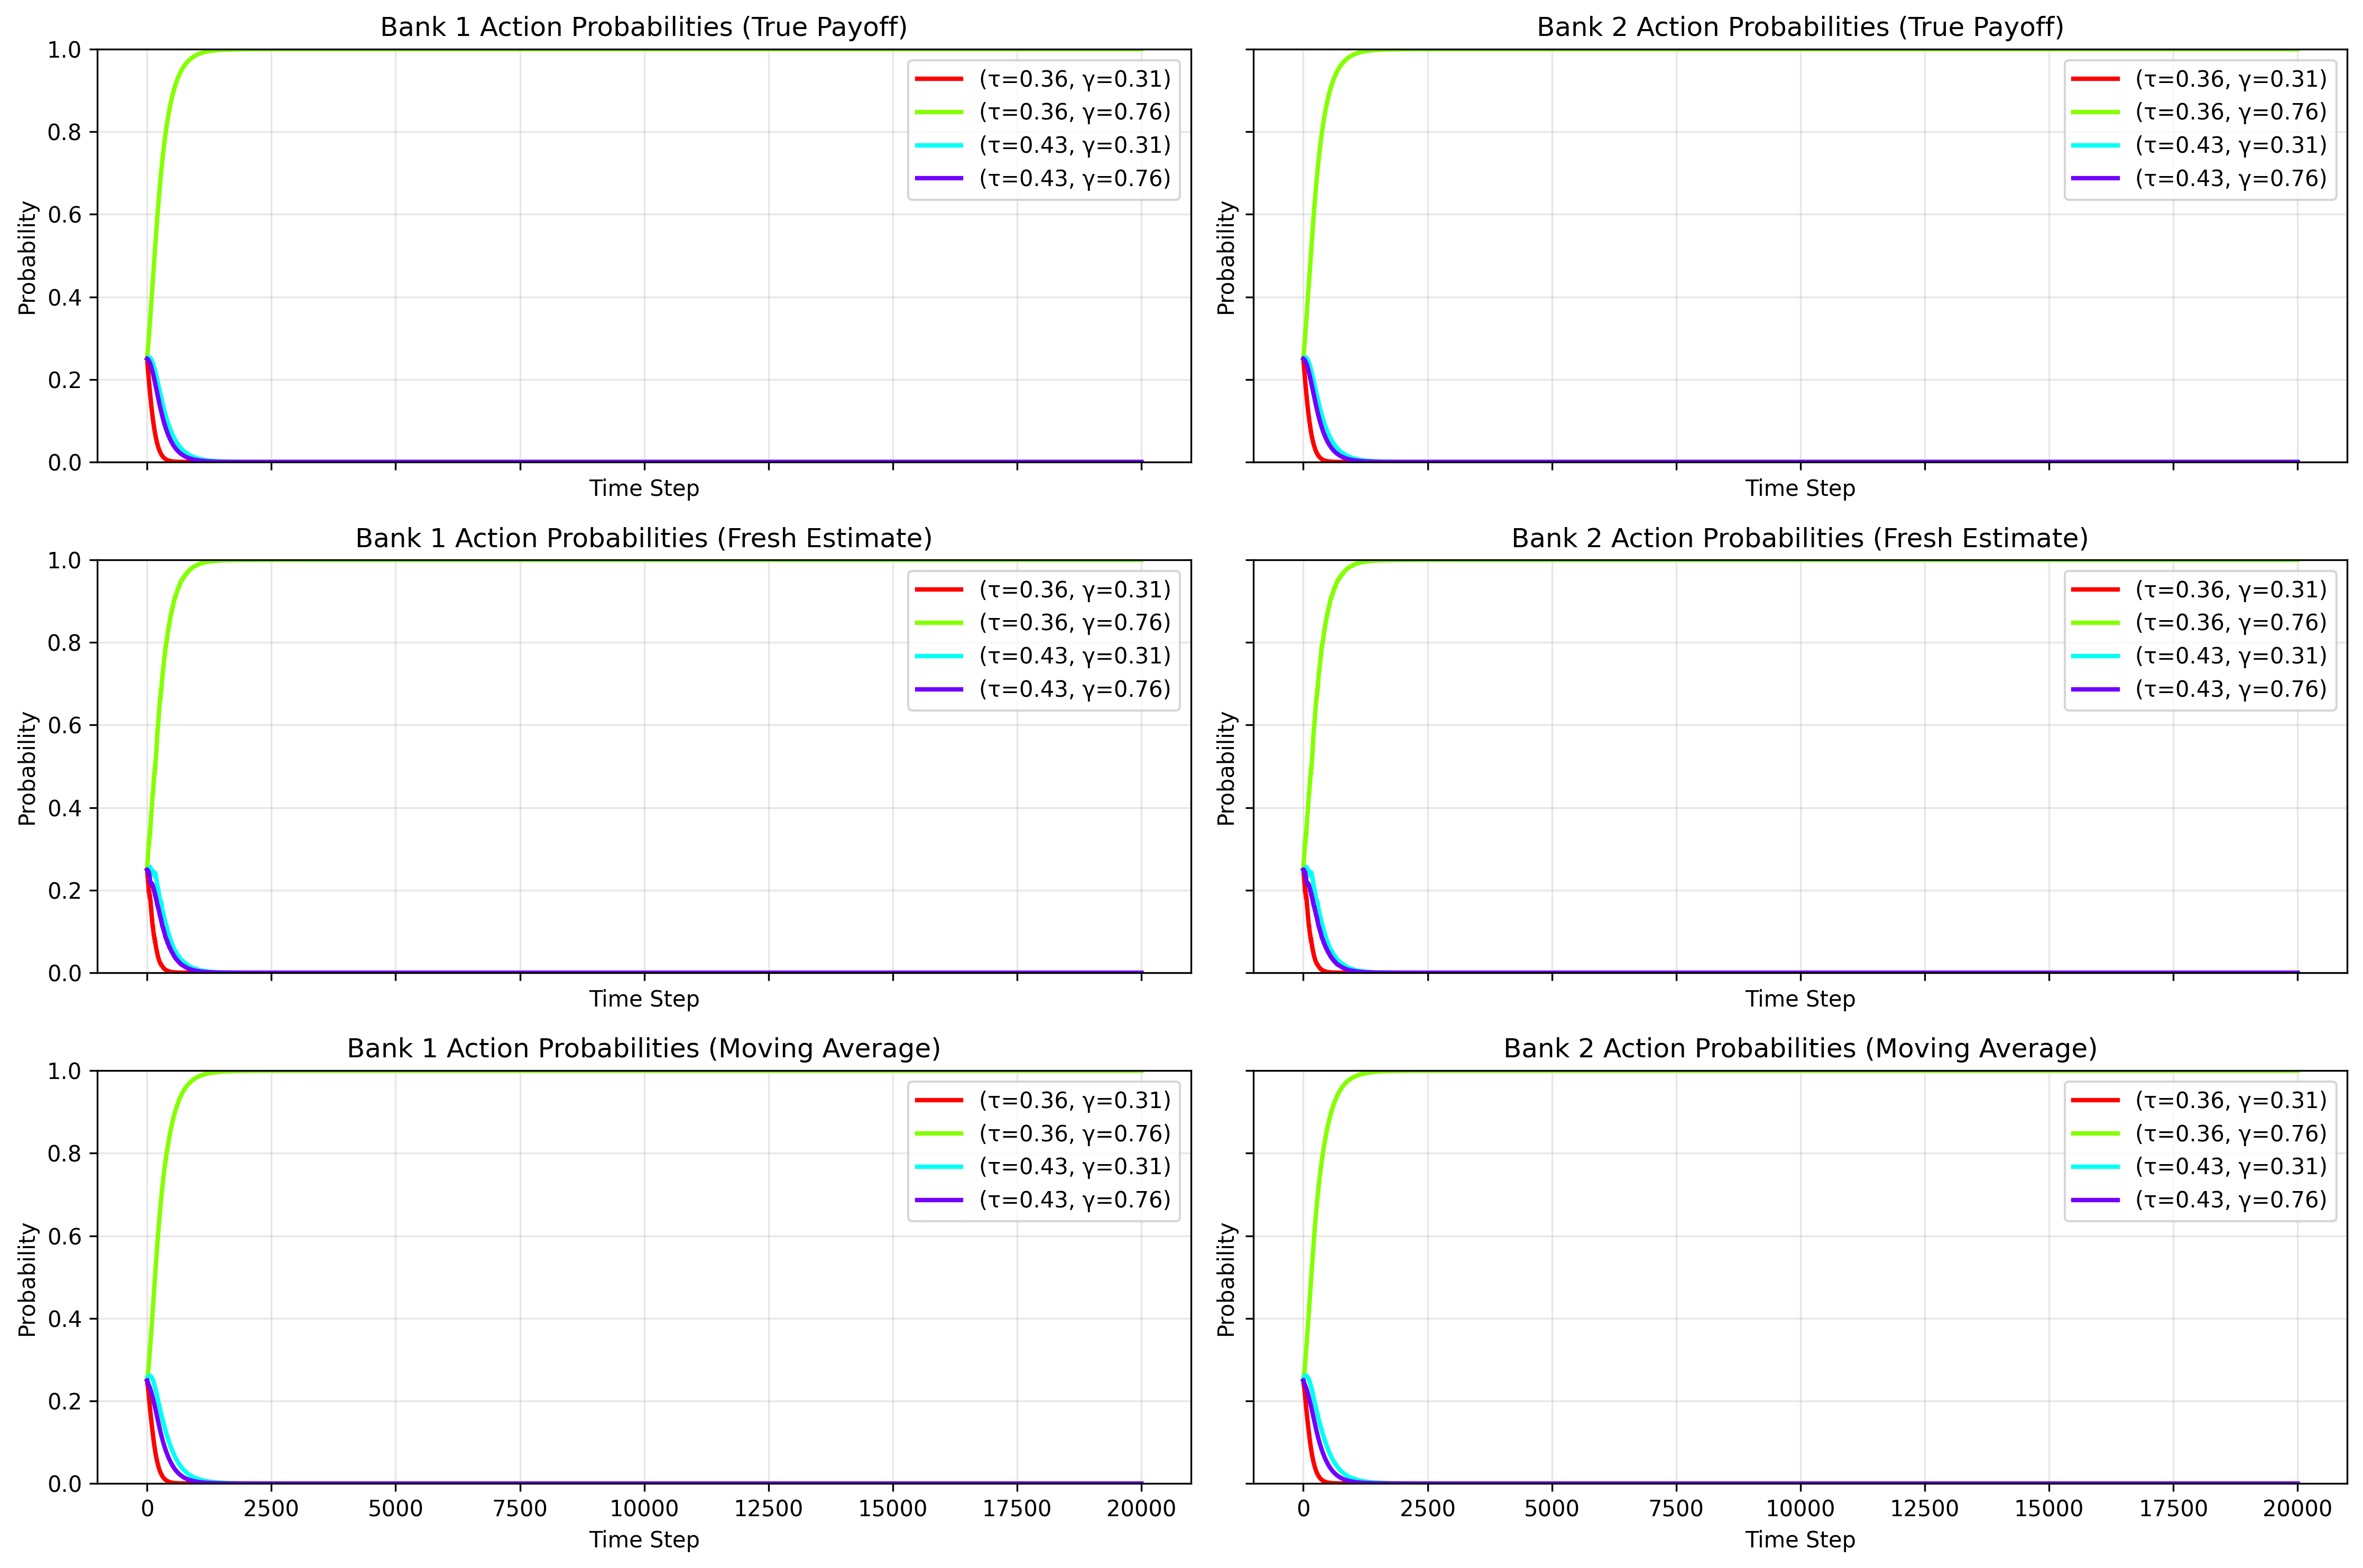 Bank 1 Action Probabilities (True Payoff)
Bank 2 Action Probabilities (True Payoff)
1.0
0.8
0.6
0.4
0.2
0.0
Probability
Probability
(τ=0.36, γ=0.31)
(τ=0.36, γ=0.76)
(τ=0.43, γ=0.31)
(τ=0.43, γ=0.76)
(τ=0.36, γ=0.31)
(τ=0.36, γ=0.76)
(τ=0.43, γ=0.31)
(τ=0.43, γ=0.76)
Time Step
Time Step
Bank 1 Action Probabilities (Fresh Estimate)
Bank 2 Action Probabilities (Fresh Estimate)
1.0
0.8
0.6
0.4
0.2
0.0
Probability
Probability
(τ=0.36, γ=0.31)
(τ=0.36, γ=0.76)
(τ=0.43, γ=0.31)
(τ=0.43, γ=0.76)
(τ=0.36, γ=0.31)
(τ=0.36, γ=0.76)
(τ=0.43, γ=0.31)
(τ=0.43, γ=0.76)
Time Step
Time Step
Bank 1 Action Probabilities (Moving Average)
Bank 2 Action Probabilities (Moving Average)
1.0
0.8
0.6
0.4
0.2
0.0
Probability
Probability
(τ=0.36, γ=0.31)
(τ=0.36, γ=0.76)
(τ=0.43, γ=0.31)
(τ=0.43, γ=0.76)
(τ=0.36, γ=0.31)
(τ=0.36, γ=0.76)
(τ=0.43, γ=0.31)
(τ=0.43, γ=0.76)
0 2500 5000 7500 10000 12500 15000 17500 20000
0 2500 5000 7500 10000 12500 15000 17500 20000
Time Step
Time Step